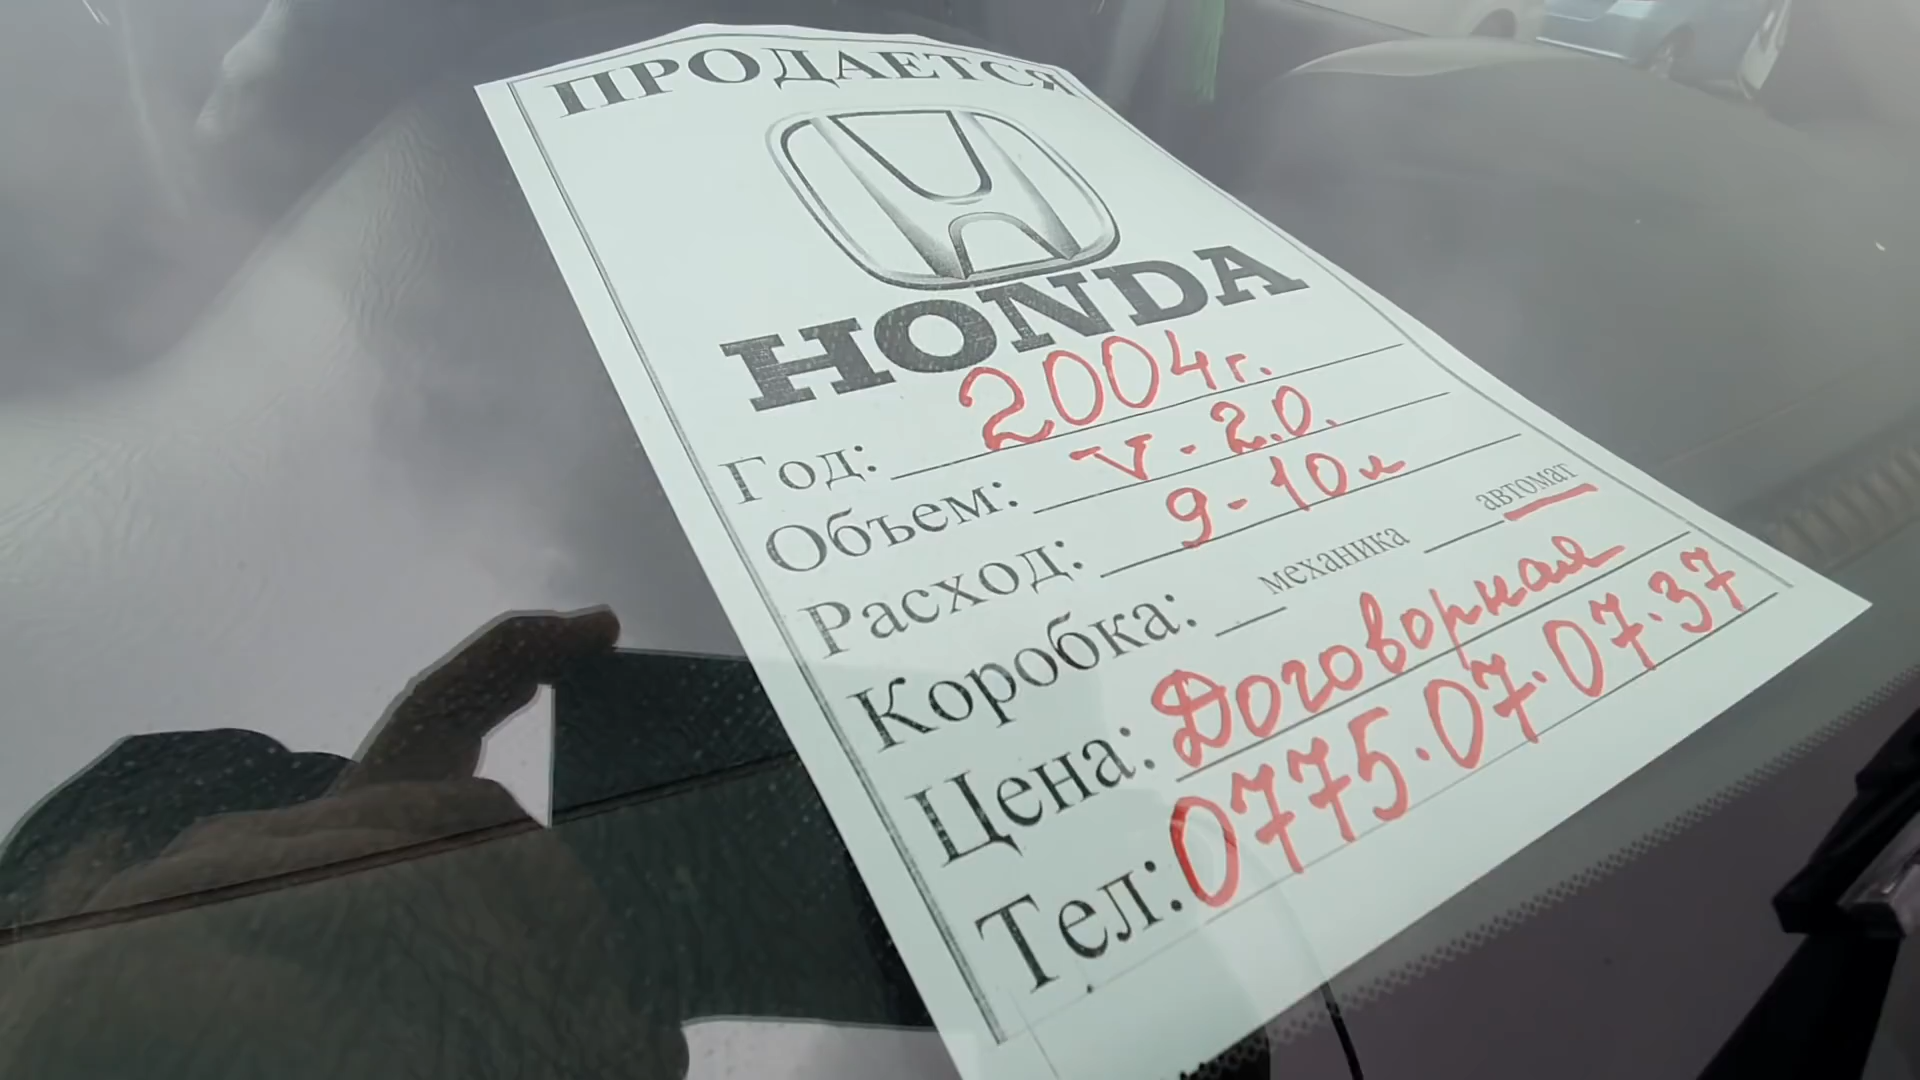 ПРОДАЕТСЯ
HONDA
Год: 2004г.
Объем: V-2.0.
Расход: 9-10л
Коробка: механика автомат
Цена: Договорная
Тел: 0775.07.07.37